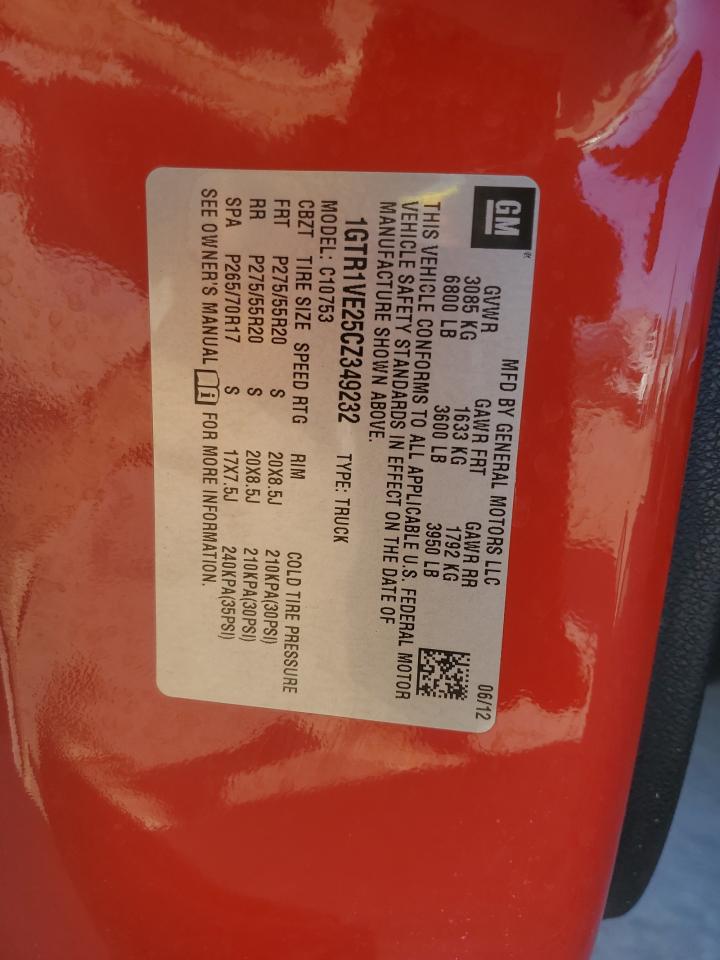 GM
MFD BY GENERAL MOTORS LLC 06/12
GVWR GAWR FRT GAWR RR
3085 KG 1633 KG 1792 KG
6800 LB 3600 LB 3950 LB
THIS VEHICLE CONFORMS TO ALL APPLICABLE U.S. FEDERAL MOTOR
VEHICLE SAFETY STANDARDS IN EFFECT ON THE DATE OF
MANUFACTURE SHOWN ABOVE.
1GTR1VE25CZ349232 TYPE: TRUCK
MODEL: C10753
CBZT TIRE SIZE SPEED RTG RIM COLD TIRE PRESSURE
FRT P275/55R20 S 20X8.5J 210KPA(30PSI)
RR P275/55R20 S 20X8.5J 210KPA(30PSI)
SPA P265/70R17 S 17X7.5J 240KPA(35PSI)
SEE OWNER'S MANUAL FOR MORE INFORMATION.